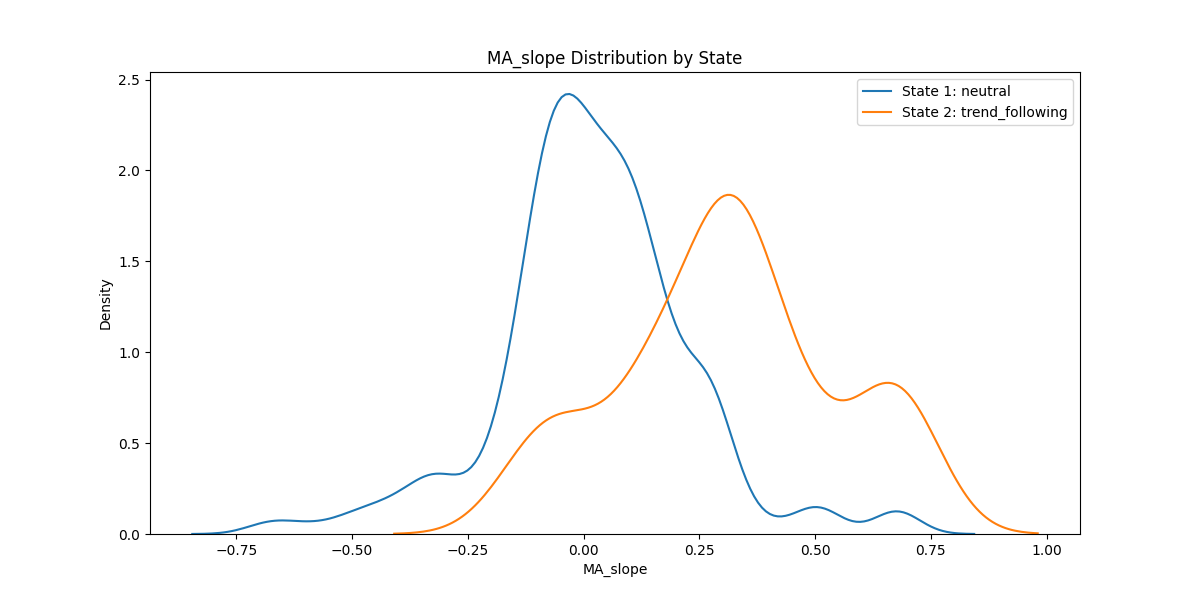 MA_slope Distribution by State
State 1: neutral
State 2: trend_following
Density
2.5
2.0
1.5
1.0
0.5
0.0
−0.75 −0.50 −0.25 0.00 0.25 0.50 0.75 1.00
MA_slope